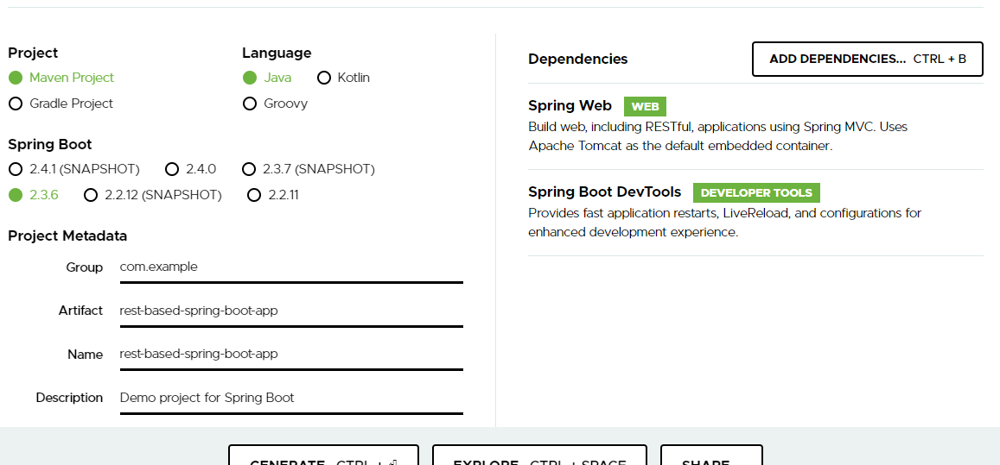 Project
Maven Project
Gradle Project
Language
Java Kotlin
Groovy
Spring Boot
2.4.1 (SNAPSHOT) 2.4.0 2.3.7 (SNAPSHOT)
2.3.6 2.2.12 (SNAPSHOT) 2.2.11
Project Metadata
Group com.example
Artifact rest-based-spring-boot-app
Name rest-based-spring-boot-app
Description Demo project for Spring Boot
Dependencies
ADD DEPENDENCIES... CTRL + B
Spring Web WEB
Build web, including RESTful, applications using Spring MVC. Uses
Apache Tomcat as the default embedded container.
Spring Boot DevTools DEVELOPER TOOLS
Provides fast application restarts, LiveReload, and configurations for
enhanced development experience.
GENERATE CTRL + ⏎
EXPLORE CTRL + SPACE
SHARE...